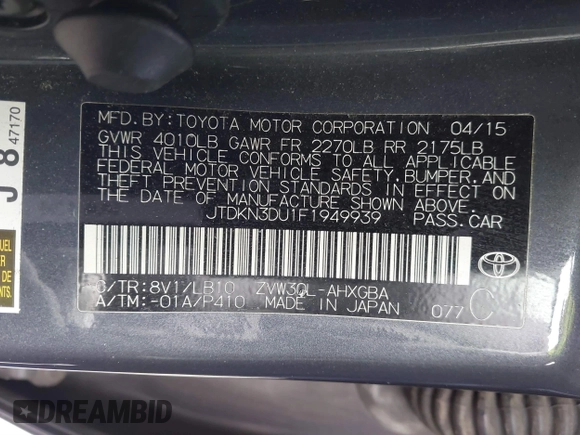 MFD.BY:TOYOTA MOTOR CORPORATION 04/15
GVWR 4010LB GAWR FR 2270LB RR 2175LB
THIS VEHICLE CONFORMS TO ALL APPLICABLE
FEDERAL MOTOR VEHICLE SAFETY,BUMPER,AND
THEFT PREVENTION STANDARDS IN EFFECT ON
THE DATE OF MANUFACTURE SHOWN ABOVE.
JTDKN3DU1F1949939 PASS.CAR
C/TR:8V1/LB10 ZVW30L-AHXGBA
A/TM:-01A/P410 MADE IN JAPAN 077 C
J 8 47170
DREAMBID